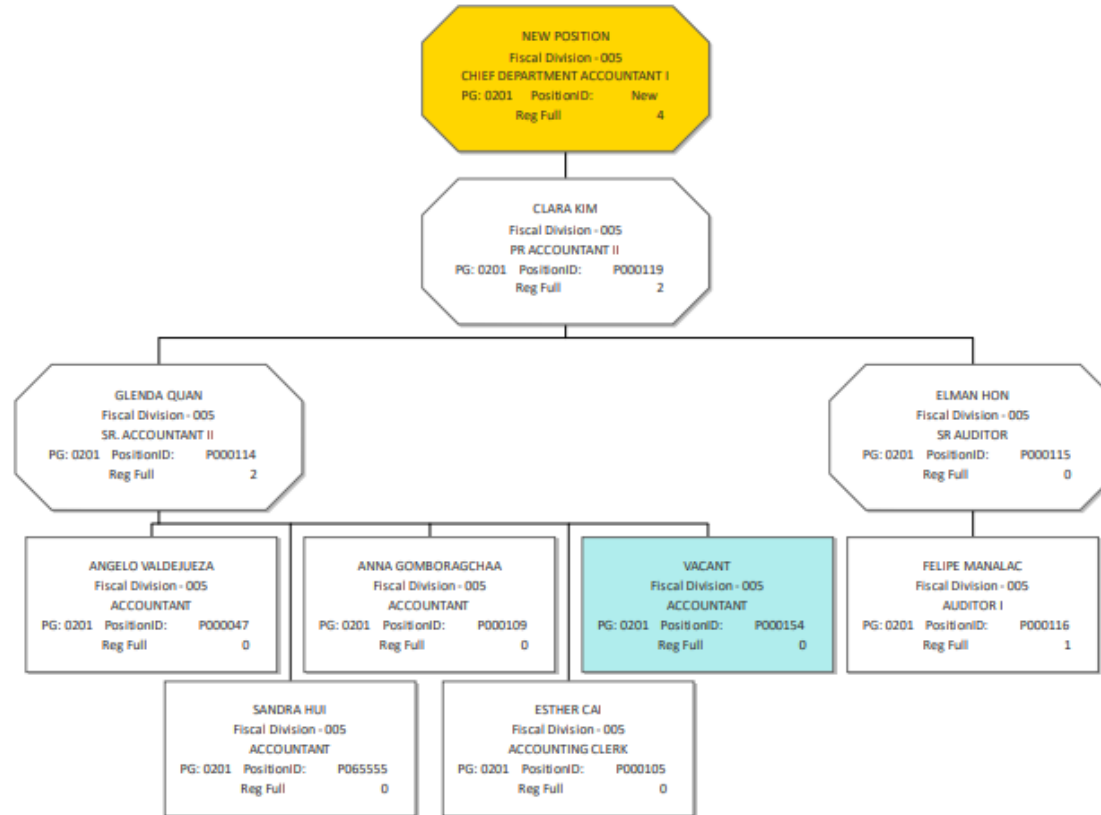 NEW POSITION
Fiscal Division - 005
CHIEF DEPARTMENT ACCOUNTANT I
PG: 0201 PositionID: New
Reg Full 4
CLARA KIM
Fiscal Division - 005
PR ACCOUNTANT II
PG: 0201 PositionID: P000119
Reg Full 2
GLENDA QUAN
Fiscal Division - 005
SR. ACCOUNTANT II
PG: 0201 PositionID: P000114
Reg Full 2
ELMAN HON
Fiscal Division - 005
SR AUDITOR
PG: 0201 PositionID: P000115
Reg Full 0
ANGELO VALDEJUEZA
Fiscal Division - 005
ACCOUNTANT
PG: 0201 PositionID: P000047
Reg Full 0
ANNA GOMBORAGCHAA
Fiscal Division - 005
ACCOUNTANT
PG: 0201 PositionID: P000109
Reg Full 0
VACANT
Fiscal Division - 005
ACCOUNTANT
PG: 0201 PositionID: P000154
Reg Full 0
FELIPE MANALAC
Fiscal Division - 005
AUDITOR I
PG: 0201 PositionID: P000116
Reg Full 1
SANDRA HUI
Fiscal Division - 005
ACCOUNTANT
PG: 0201 PositionID: P065555
Reg Full 0
ESTHER CAI
Fiscal Division - 005
ACCOUNTING CLERK
PG: 0201 PositionID: P000105
Reg Full 0